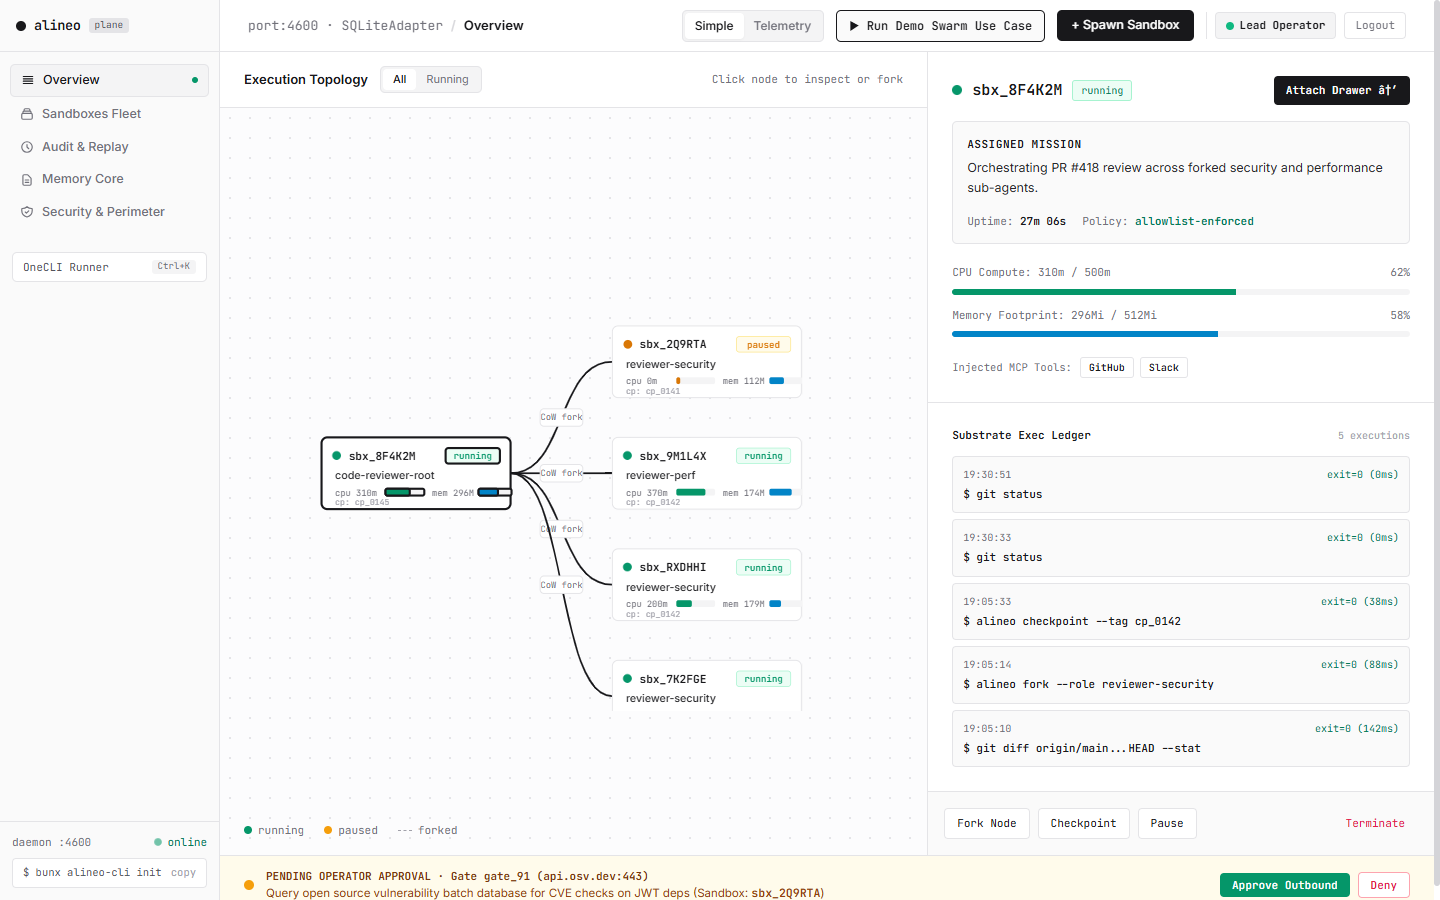 alineo plane
Overview
Sandboxes Fleet
Audit & Replay
Memory Core
Security & Perimeter
OneCLI Runner Ctrl+K
daemon :4600 online
$ bunx alineo-cli init copy
port:4600 · SQLiteAdapter / Overview
Simple Telemetry
▶ Run Demo Swarm Use Case
+ Spawn Sandbox
Lead Operator
Logout
Execution Topology All Running
Click node to inspect or fork
sbx_8F4K2M running
code-reviewer-root
cpu 310m mem 296M
cp: cp_0145
CoW fork
CoW fork
CoW fork
CoW fork
sbx_2Q9RTA paused
reviewer-security
cpu 0m mem 112M
cp: cp_0141
sbx_9M1L4X running
reviewer-perf
cpu 370m mem 174M
cp: cp_0142
sbx_RXDHHI running
reviewer-security
cpu 200m mem 179M
cp: cp_0142
sbx_7K2FGE running
reviewer-security
running paused --- forked
sbx_8F4K2M running
Attach Drawer â†’
ASSIGNED MISSION
Orchestrating PR #418 review across forked security and performance
sub-agents.
Uptime: 27m 06s Policy: allowlist-enforced
CPU Compute: 310m / 500m 62%
Memory Footprint: 296Mi / 512Mi 58%
Injected MCP Tools: GitHub Slack
Substrate Exec Ledger 5 executions
19:30:51 exit=0 (0ms)
$ git status
19:30:33 exit=0 (0ms)
$ git status
19:05:33 exit=0 (38ms)
$ alineo checkpoint --tag cp_0142
19:05:14 exit=0 (88ms)
$ alineo fork --role reviewer-security
19:05:10 exit=0 (142ms)
$ git diff origin/main...HEAD --stat
Fork Node Checkpoint Pause Terminate
PENDING OPERATOR APPROVAL · Gate gate_91 (api.osv.dev:443)
Query open source vulnerability batch database for CVE checks on JWT deps (Sandbox: sbx_2Q9RTA)
Approve Outbound Deny